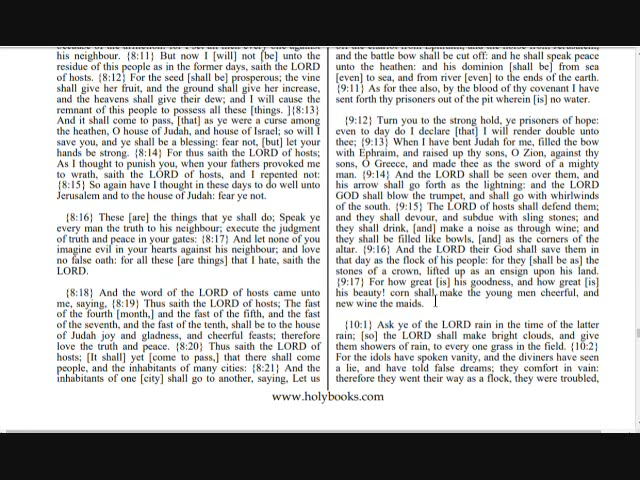 his neighbour. {8:11} But now I [will] not [be] unto the
residue of this people as in the former days, saith the LORD
of hosts. {8:12} For the seed [shall be] prosperous; the vine
shall give her fruit, and the ground shall give her increase,
and the heavens shall give their dew; and I will cause the
remnant of this people to possess all these [things. ]{8:13}
And it shall come to pass, [that] as ye were a curse among
the heathen, O house of Judah, and house of Israel; so will I
save you, and ye shall be a blessing: fear not, [but] let your
hands be strong. {8:14} For thus saith the LORD of hosts;
As I thought to punish you, when your fathers provoked me
to wrath, saith the LORD of hosts, and I repented not:
{8:15} So again have I thought in these days to do well unto
Jerusalem and to the house of Judah: fear ye not.
{8:16} These [are] the things that ye shall do; Speak ye
every man the truth to his neighbour; execute the judgment
of truth and peace in your gates: {8:17} And let none of you
imagine evil in your hearts against his neighbour; and love
no false oath: for all these [are things] that I hate, saith the
LORD.
{8:18} And the word of the LORD of hosts came unto
me, saying, {8:19} Thus saith the LORD of hosts; The fast
of the fourth [month,] and the fast of the fifth, and the fast
of the seventh, and the fast of the tenth, shall be to the house
of Judah joy and gladness, and cheerful feasts; therefore
love the truth and peace. {8:20} Thus saith the LORD of
hosts; [It shall] yet [come to pass,] that there shall come
people, and the inhabitants of many cities: {8:21} And the
inhabitants of one [city] shall go to another, saying, Let us
and the battle bow shall be cut off: and he shall speak peace
unto the heathen: and his dominion [shall be] from sea
[even] to sea, and from river [even] to the ends of the earth.
{9:11} As for thee also, by the blood of thy covenant I have
sent forth thy prisoners out of the pit wherein [is] no water.
{9:12} Turn you to the strong hold, ye prisoners of hope:
even to day do I declare [that] I will render double unto
thee; {9:13} When I have bent Judah for me, filled the bow
with Ephraim, and raised up thy sons, O Zion, against thy
sons, O Greece, and made thee as the sword of a mighty
man. {9:14} And the LORD shall be seen over them, and
his arrow shall go forth as the lightning: and the LORD
GOD shall blow the trumpet, and shall go with whirlwinds
of the south. {9:15} The LORD of hosts shall defend them;
and they shall devour, and subdue with sling stones; and
they shall drink, [and] make a noise as through wine; and
they shall be filled like bowls, [and] as the corners of the
altar. {9:16} And the LORD their God shall save them in
that day as the flock of his people: for they [shall be as] the
stones of a crown, lifted up as an ensign upon his land.
{9:17} For how great [is] his goodness, and how great [is]
his beauty! corn shall make the young men cheerful, and
new wine the maids.
{10:1} Ask ye of the LORD rain in the time of the latter
rain; [so] the LORD shall make bright clouds, and give
them showers of rain, to every one grass in the field. {10:2}
For the idols have spoken vanity, and the diviners have seen
a lie, and have told false dreams; they comfort in vain:
therefore they went their way as a flock, they were troubled,
www.holybooks.com